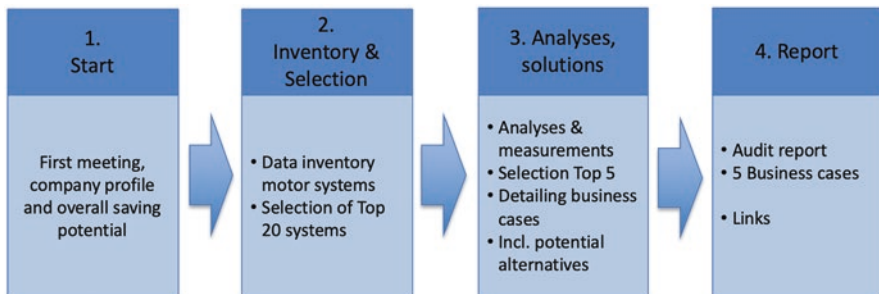 1.
Start
First meeting,
company profile
and overall saving
potential
2.
Inventory &
Selection
• Data inventory
motor systems
• Selection of Top
20 systems
3. Analyses,
solutions
• Analyses &
measurements
• Selection Top 5
• Detailing business
cases
• Incl. potential
alternatives
4. Report
• Audit report
• 5 Business cases
• Links